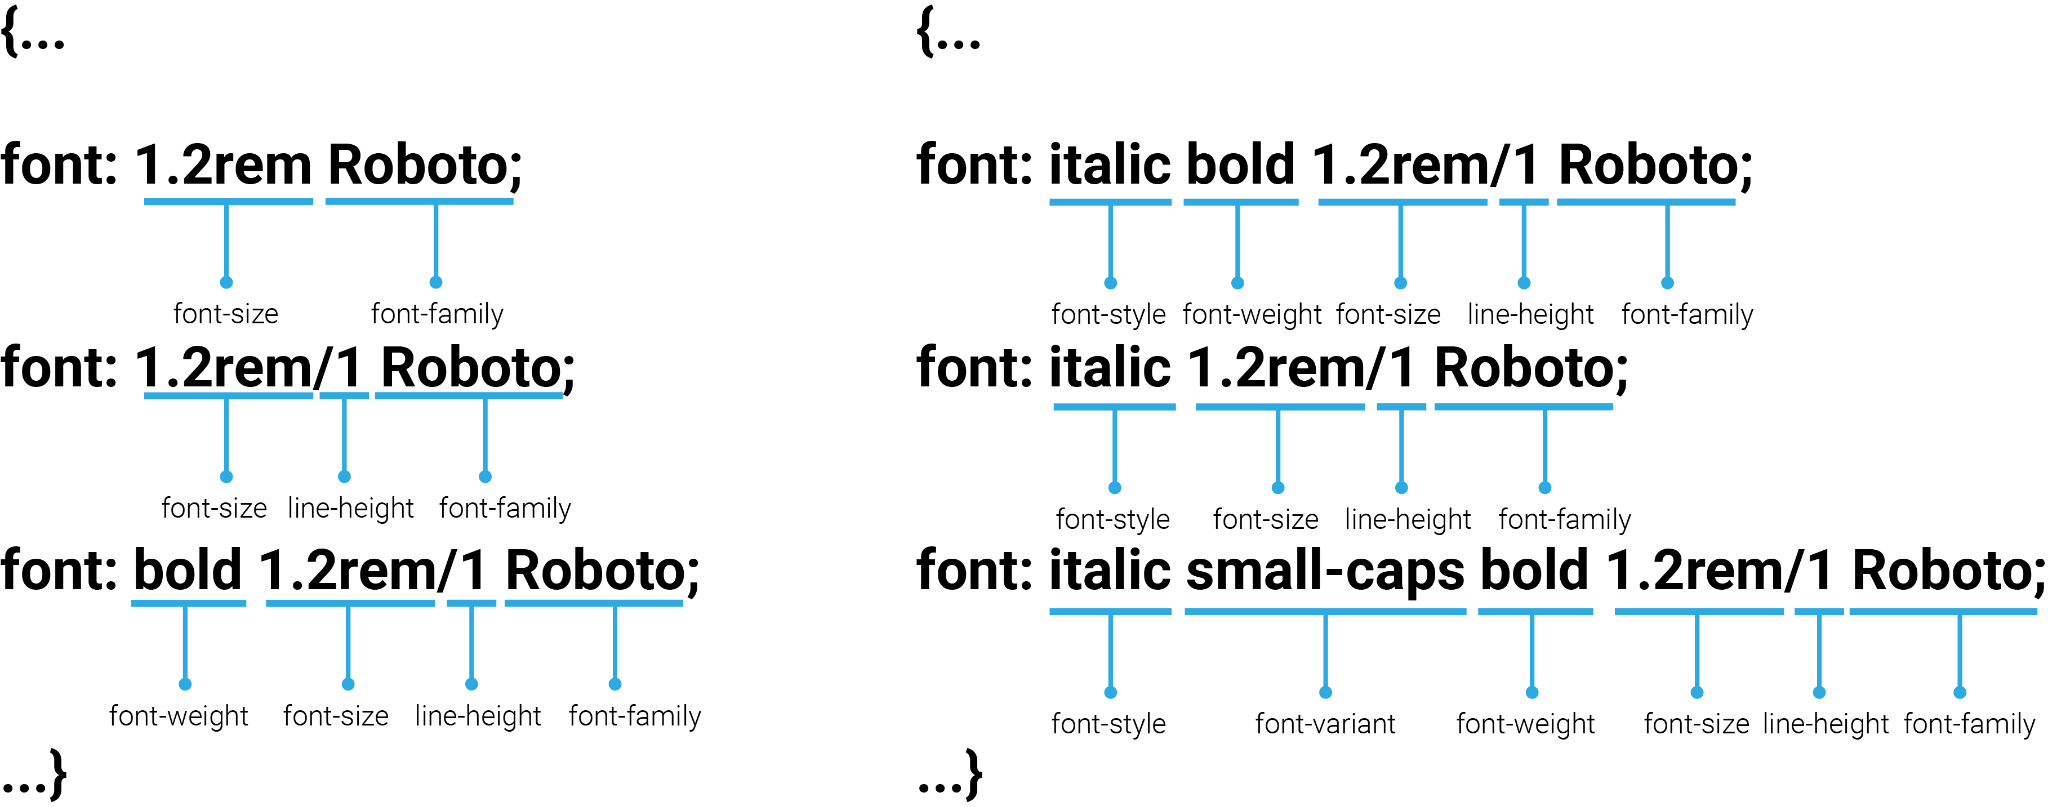 {...
font: 1.2rem Roboto;
font-size font-family
font: 1.2rem/1 Roboto;
font-size line-height font-family
font: bold 1.2rem/1 Roboto;
font-weight font-size line-height font-family
...}
{...
font: italic bold 1.2rem/1 Roboto;
font-style font-weight font-size line-height font-family
font: italic 1.2rem/1 Roboto;
font-style font-size line-height font-family
font: italic small-caps bold 1.2rem/1 Roboto;
font-style font-variant font-weight font-size line-height font-family
...}